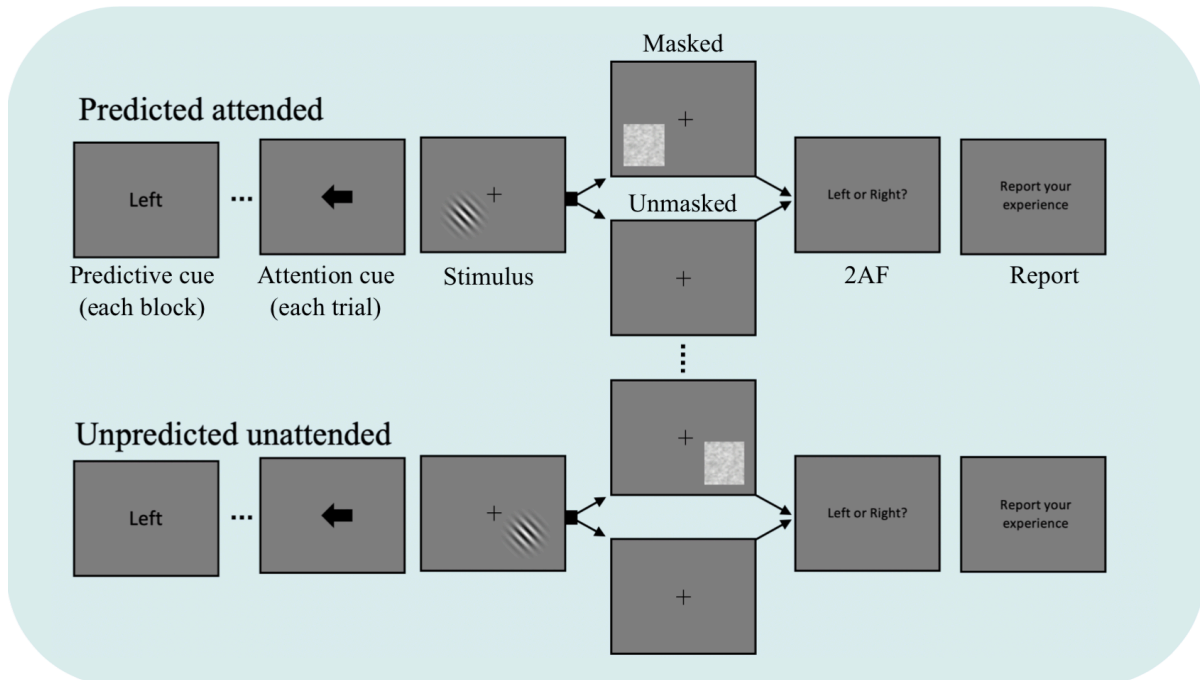 Masked
Predicted attended
Left
Left or Right?
Report your
experience
Unmasked
Predictive cue
(each block)
Attention cue
(each trial)
Stimulus
2AF
Report
Unpredicted unattended
Left
Left or Right?
Report your
experience